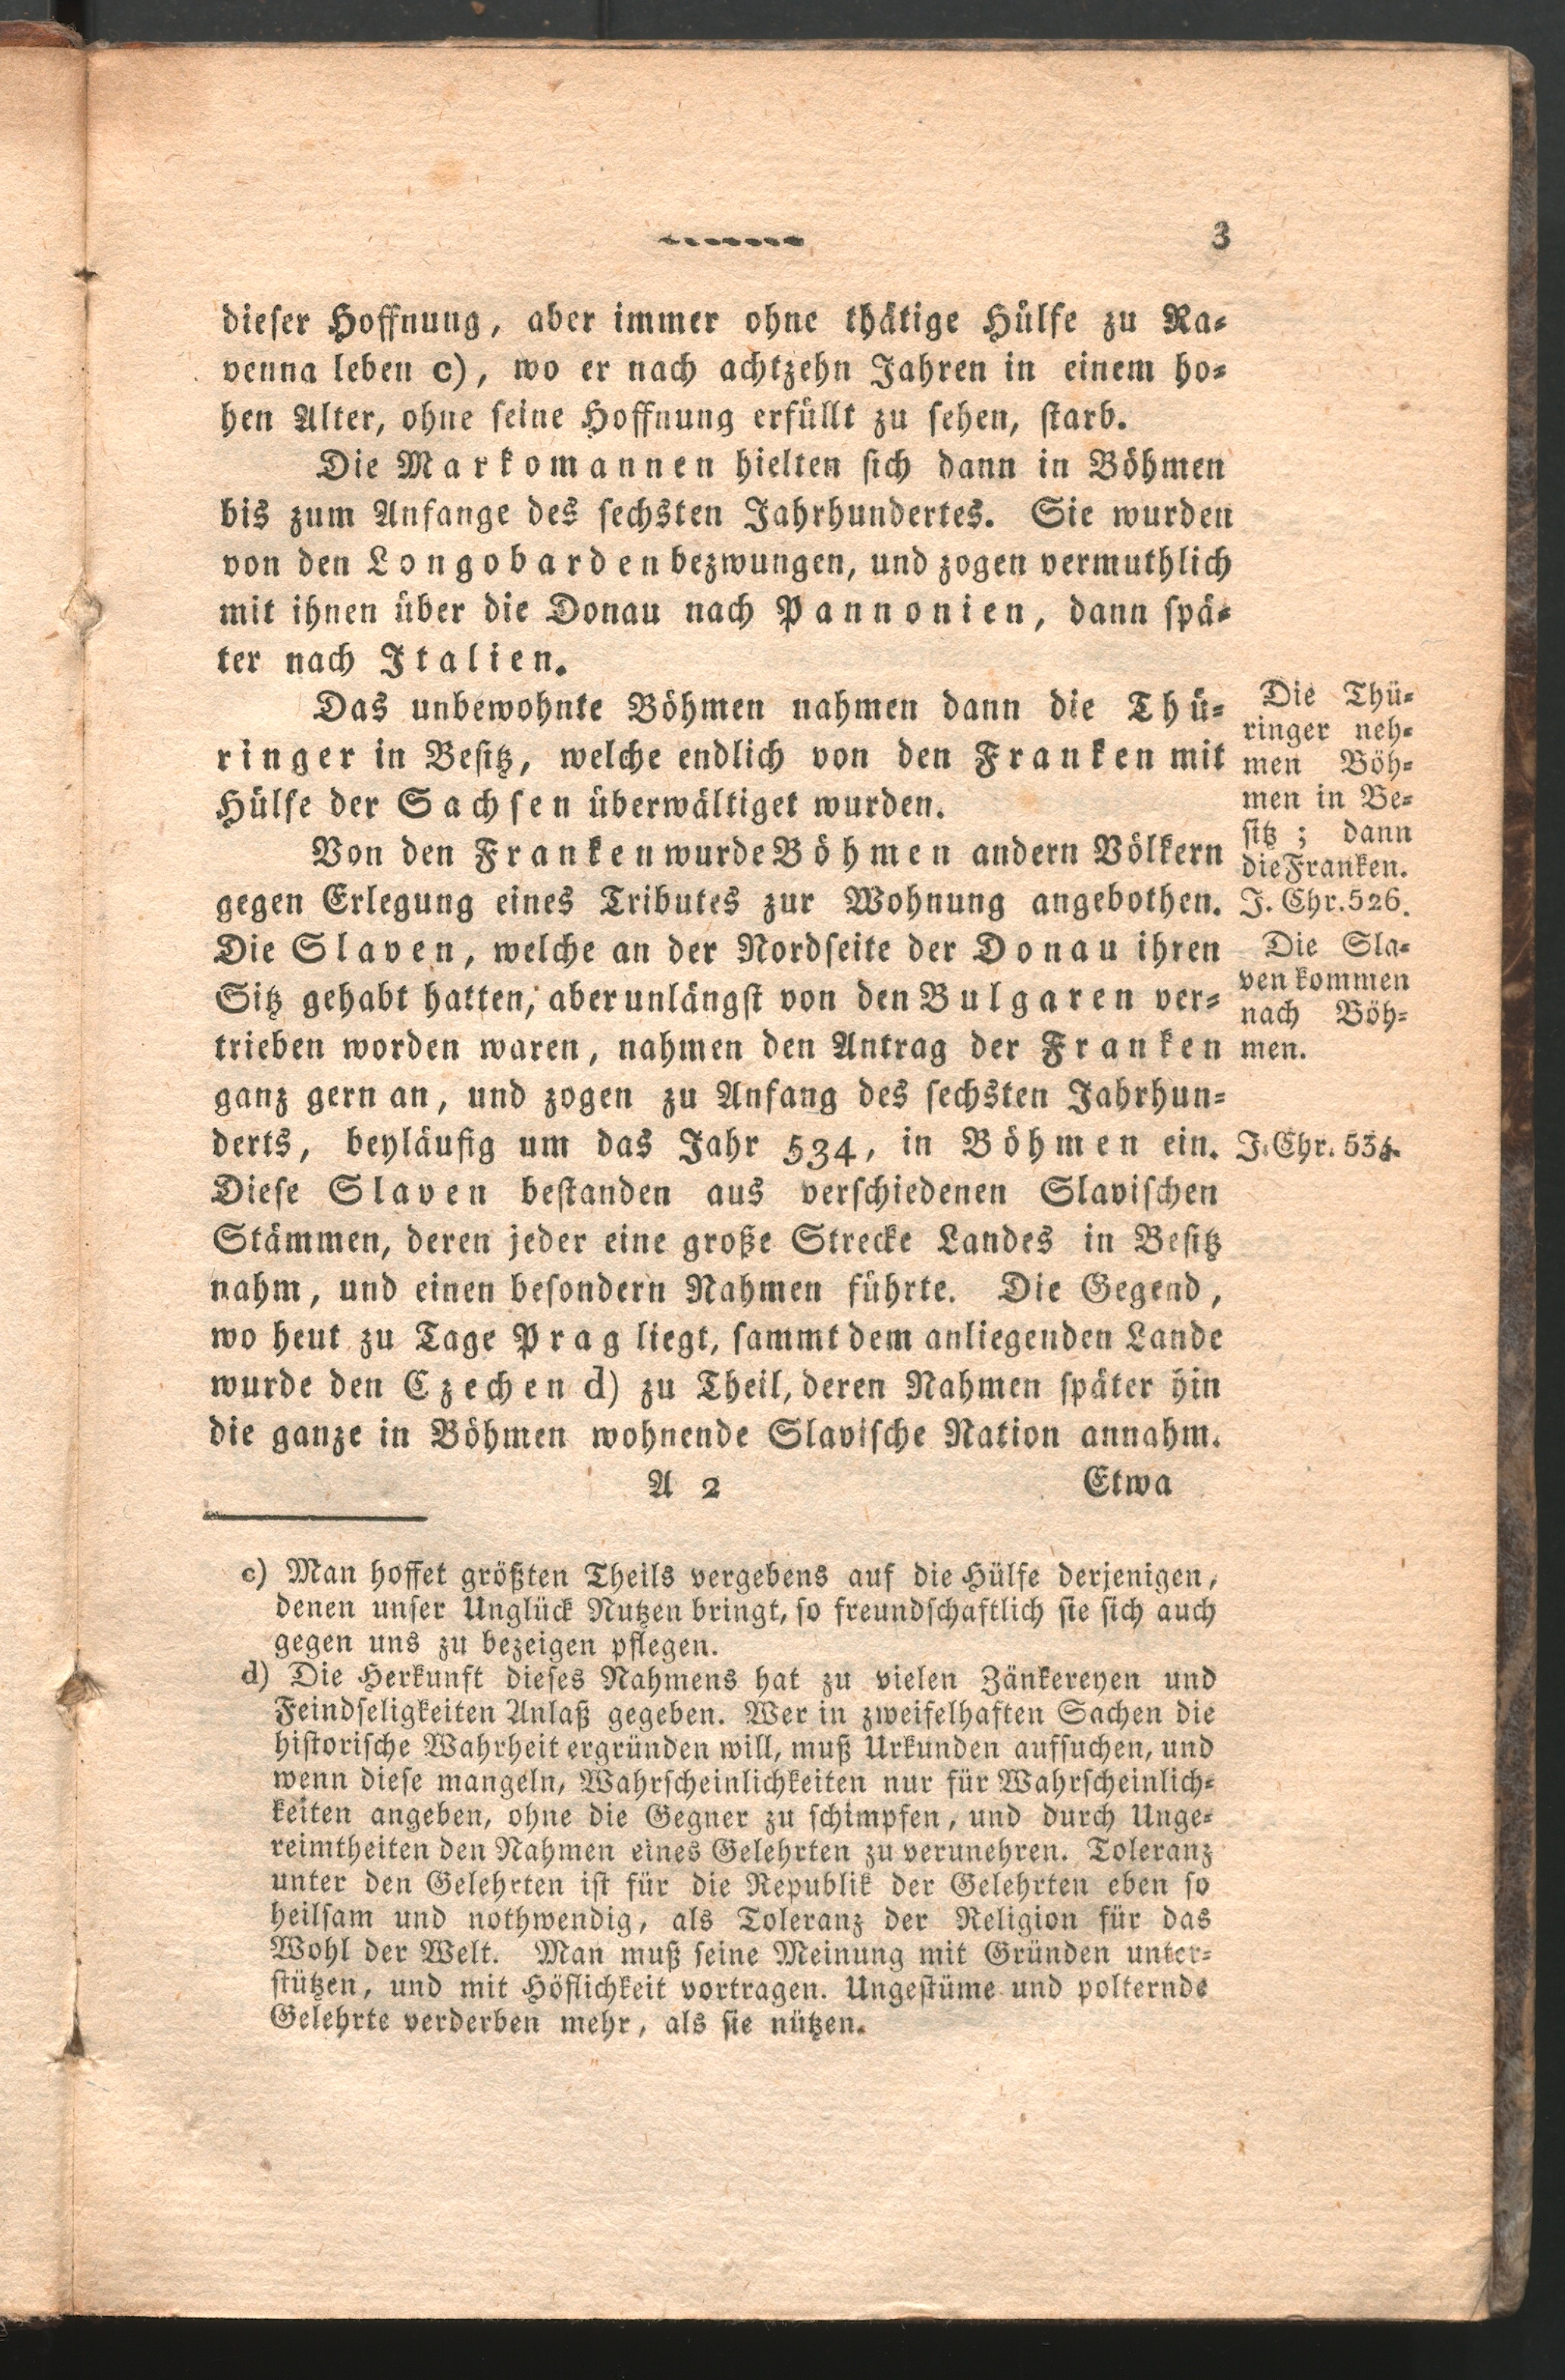 3
dieser Hoffnung, aber immer ohne thätige Hülfe zu Ra-
venna leben c), wo er nach achtzehn Jahren in einem ho-
hen Alter, ohne seine Hoffnung erfüllt zu sehen, starb.
Die Markomannen hielten sich dann in Böhmen
bis zum Anfange des sechsten Jahrhundertes. Sie wurden
von den Longobarden bezwungen, und zogen vermuthlich
mit ihnen über die Donau nach Pannonien, dann spä-
ter nach Italien.
Das unbewohnte Böhmen nahmen dann die Thü-
ringer in Besitz, welche endlich von den Franken mit
Hülfe der Sachsen überwältiget wurden.
Von den Franken wurde Böhmen andern Völkern
gegen Erlegung eines Tributes zur Wohnung angebothen.
Die Slaven, welche an der Nordseite der Donau ihren
Sitz gehabt hatten, aber unlängst von den Bulgaren ver-
trieben worden waren, nahmen den Antrag der Franken
ganz gern an, und zogen zu Anfang des sechsten Jahrhun-
derts, beyläufig um das Jahr 534, in Böhmen ein.
Diese Slaven bestanden aus verschiedenen Slavischen
Stämmen, deren jeder eine große Strecke Landes in Besitz
nahm, und einen besondern Nahmen führte. Die Gegend,
wo heut zu Tage Prag liegt, sammt dem anliegenden Lande
wurde den Czechen d) zu Theil, deren Nahmen später hin
die ganze in Böhmen wohnende Slavische Nation annahm.
A 2 Etwa
Die Thü-
ringer neh-
men Böh-
men in Be-
sitz ; dann
die Franken.
J. Chr. 526.
Die Sla-
ven kommen
nach Böh-
men.
J. Chr. 534.
c) Man hoffet größten Theils vergebens auf die Hülfe derjenigen,
denen unser Unglück Nutzen bringt, so freundschaftlich sie sich auch
gegen uns zu bezeigen pflegen.
d) Die Herkunft dieses Nahmens hat zu vielen Zänkereyen und
Feindseligkeiten Anlaß gegeben. Wer in zweifelhaften Sachen die
historische Wahrheit ergründen will, muß Urkunden aufsuchen, und
wenn diese mangeln, Wahrscheinlichkeiten nur für Wahrscheinlich-
keiten angeben, ohne die Gegner zu schimpfen, und durch Unge-
reimtheiten den Nahmen eines Gelehrten zu verunehren. Toleranz
unter den Gelehrten ist für die Republik der Gelehrten eben so
heilsam und nothwendig, als Toleranz der Religion für das
Wohl der Welt. Man muß seine Meinung mit Gründen unter-
stützen, und mit Höflichkeit vortragen. Ungestüme und polternde
Gelehrte verderben mehr, als sie nützen.